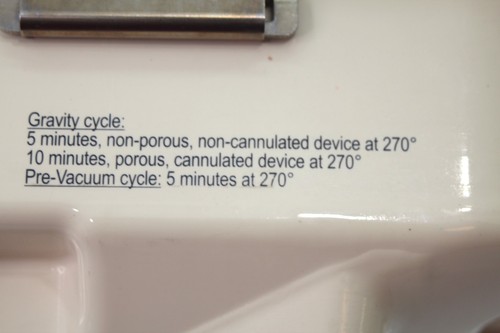 Gravity cycle:
5 minutes, non-porous, non-cannulated device at 270°
10 minutes, porous, cannulated device at 270°
Pre-Vacuum cycle: 5 minutes at 270°